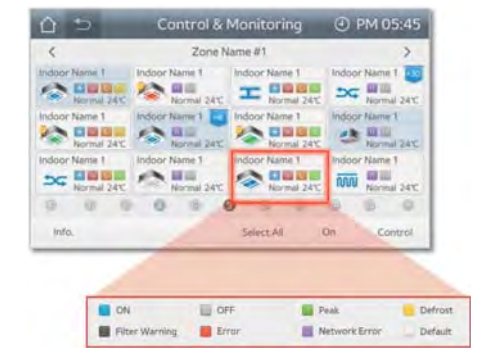 Control & Monitoring PM 05:45
< Zone Name #1 >
Indoor Name 1 Indoor Name 1 Indoor Name 1 Indoor Name 1
Normal 24℃ Normal 24℃ Normal 24℃ Normal 24℃
Indoor Name 1 Indoor Name 1 Indoor Name 1 Indoor Name 1
Normal 24℃ Normal 24℃ Normal 24℃ Normal 24℃
Indoor Name 1 Indoor Name 1 Indoor Name 1 Indoor Name 1
Normal 24℃ Normal 24℃ Normal 24℃ Normal 24℃
Info. Select All On Control
ON OFF Peak Defrost
Filter Warning Error Network Error Default